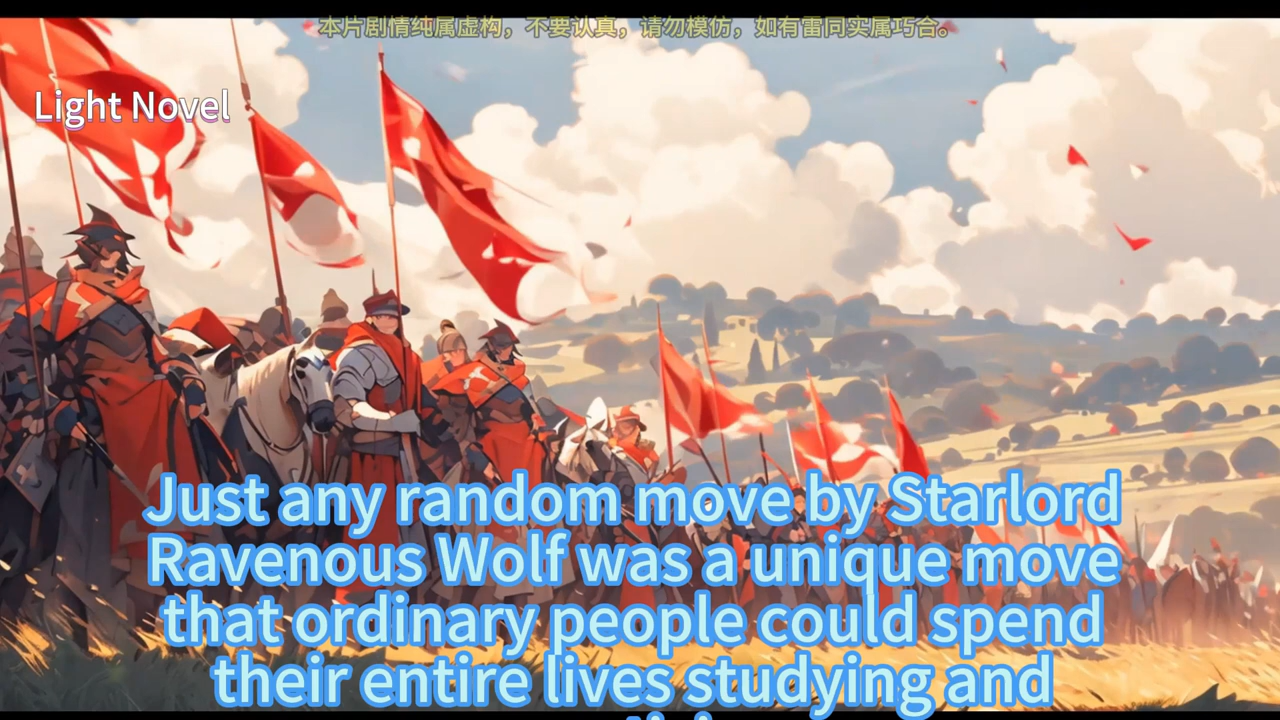 本片剧情纯属虚构，不要认真，请勿模仿，如有雷同实属巧合。
Light Novel
Just any random move by Starlord
Ravenous Wolf was a unique move
that ordinary people could spend
their entire lives studying and